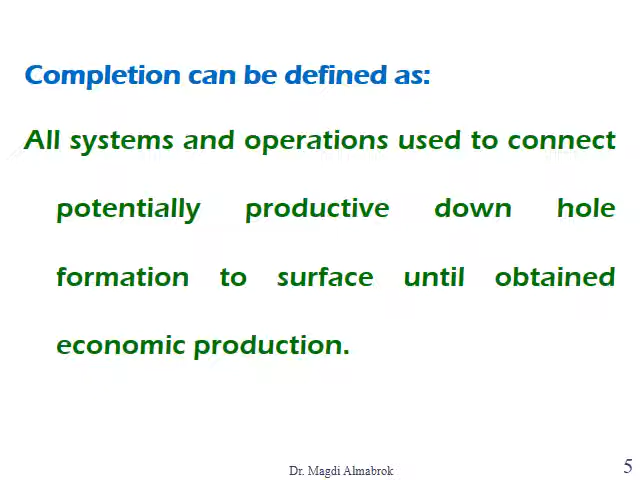 Completion can be defined as:
All systems and operations used to connect
potentially productive down hole
formation to surface until obtained
economic production.
Dr. Magdi Almabrok
5